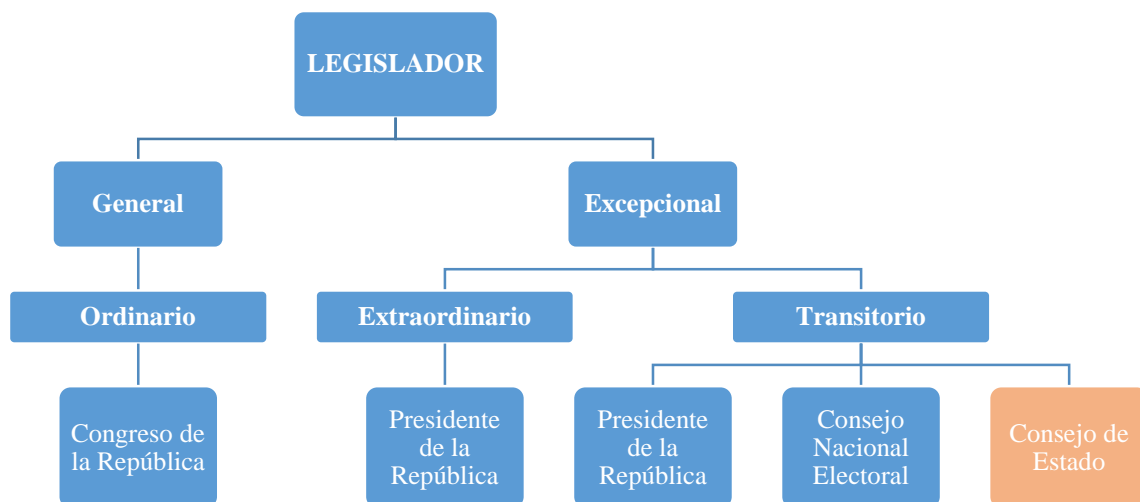 LEGISLADOR
General
Excepcional
Ordinario
Extraordinario
Transitorio
Congreso de
la República
Presidente
de la
República
Presidente
de la
República
Consejo
Nacional
Electoral
Consejo de
Estado